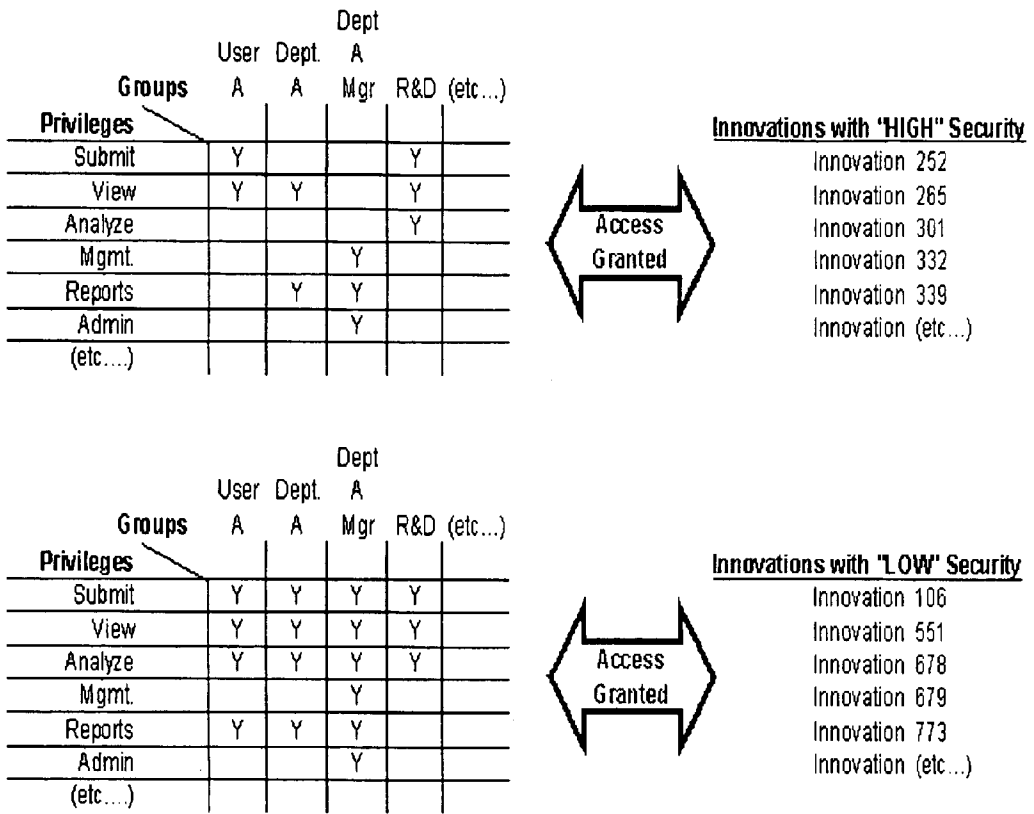 Dept
User Dept. A
Groups A A Mgr R&D (etc...)
Privileges
Submit Y Y
View Y Y Y
Analyze Y
Mgmt. Y
Reports Y Y
Admin Y
(etc....)
Access
Granted
Innovations with "HIGH" Security
Innovation 252
Innovation 265
Innovation 301
Innovation 332
Innovation 339
Innovation (etc...)
Dept
User Dept. A
Groups A A Mgr R&D (etc...)
Privileges
Submit Y Y Y Y
View Y Y Y Y
Analyze Y Y Y Y
Mgmt. Y
Reports Y Y Y
Admin Y
(etc....)
Access
Granted
Innovations with "LOW" Security
Innovation 106
Innovation 551
Innovation 678
Innovation 679
Innovation 773
Innovation (etc...)